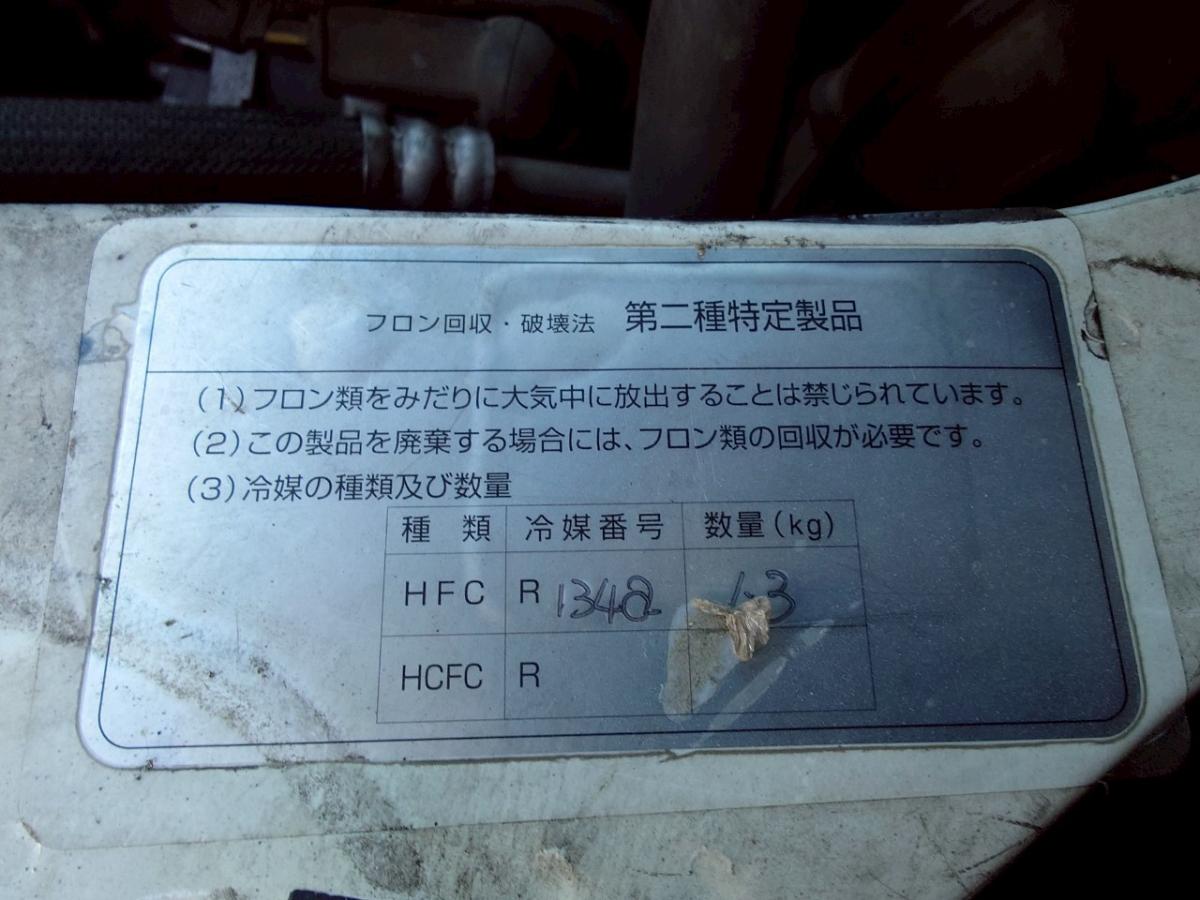 フロン回収・破壊法 第二種特定製品
(1)フロン類をみだりに大気中に放出することは禁じられています。
(2)この製品を廃棄する場合には、フロン類の回収が必要です。
(3)冷媒の種類及び数量
種 類 冷媒番号 数量(kg)
HFC R 134a 1.3
HCFC R